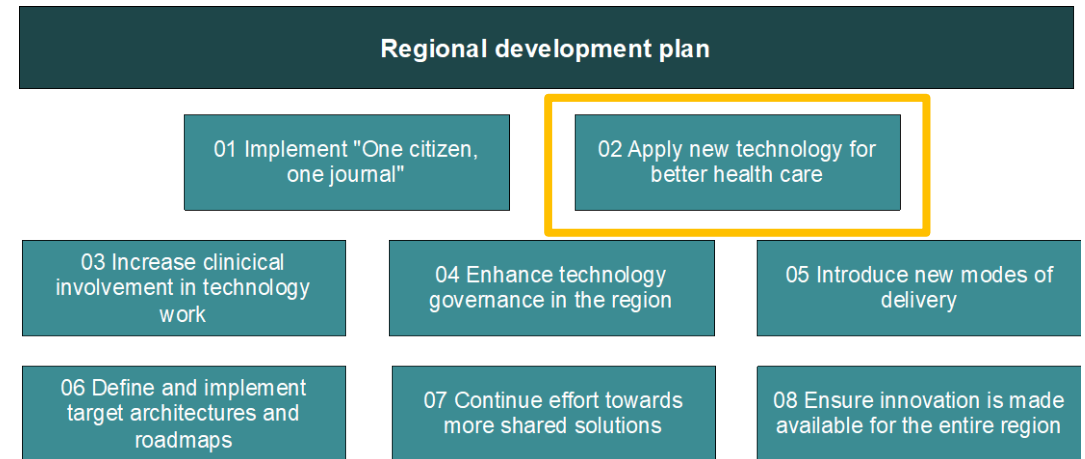 Regional development plan
01 Implement "One citizen,
one journal"
02 Apply new technology for
better health care
03 Increase clinicical
involvement in technology
work
04 Enhance technology
governance in the region
05 Introduce new modes of
delivery
06 Define and implement
target architectures and
roadmaps
07 Continue effort towards
more shared solutions
08 Ensure innovation is made
available for the entire region